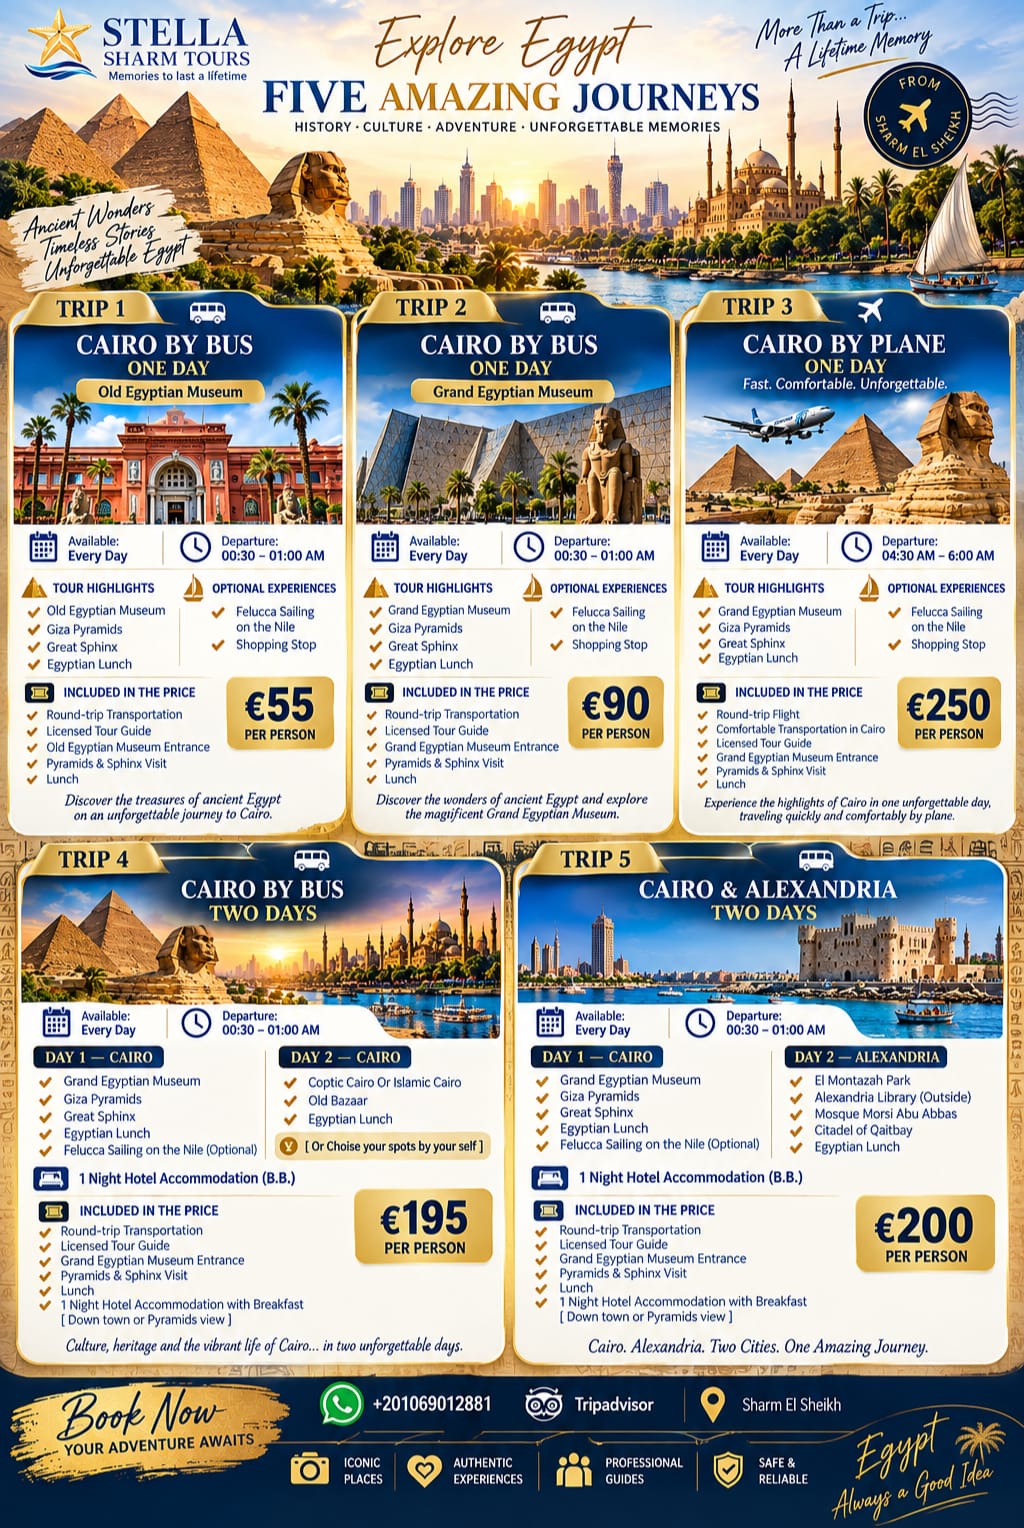 STELLA
SHARM TOURS
Memories to last a lifetime
Explore Egypt
FIVE AMAZING JOURNEYS
HISTORY · CULTURE · ADVENTURE · UNFORGETTABLE MEMORIES
More Than a Trip...
A Lifetime Memory
FROM
SHARM EL SHEIKH
Ancient Wonders
Timeless Stories
Unforgettable Egypt
TRIP 1
CAIRO BY BUS
ONE DAY
Old Egyptian Museum
Available:
Every Day
Departure:
00:30 – 01:00 AM
TOUR HIGHLIGHTS
Old Egyptian Museum
Giza Pyramids
Great Sphinx
Egyptian Lunch
OPTIONAL EXPERIENCES
Felucca Sailing
on the Nile
Shopping Stop
INCLUDED IN THE PRICE
Round-trip Transportation
Licensed Tour Guide
Old Egyptian Museum Entrance
Pyramids & Sphinx Visit
Lunch
€55
PER PERSON
Discover the treasures of ancient Egypt
on an unforgettable journey to Cairo.
TRIP 2
CAIRO BY BUS
ONE DAY
Grand Egyptian Museum
Available:
Every Day
Departure:
00:30 – 01:00 AM
TOUR HIGHLIGHTS
Grand Egyptian Museum
Giza Pyramids
Great Sphinx
Egyptian Lunch
OPTIONAL EXPERIENCES
Felucca Sailing
on the Nile
Shopping Stop
INCLUDED IN THE PRICE
Round-trip Transportation
Licensed Tour Guide
Grand Egyptian Museum Entrance
Pyramids & Sphinx Visit
Lunch
€90
PER PERSON
Discover the wonders of ancient Egypt and explore
the magnificent Grand Egyptian Museum.
TRIP 3
CAIRO BY PLANE
ONE DAY
Fast. Comfortable. Unforgettable.
Available:
Every Day
Departure:
04:30 AM – 6:00 AM
TOUR HIGHLIGHTS
Grand Egyptian Museum
Giza Pyramids
Great Sphinx
Egyptian Lunch
OPTIONAL EXPERIENCES
Felucca Sailing
on the Nile
Shopping Stop
INCLUDED IN THE PRICE
Round-trip Flight
Comfortable Transportation in Cairo
Licensed Tour Guide
Grand Egyptian Museum Entrance
Pyramids & Sphinx Visit
Lunch
€250
PER PERSON
Experience the highlights of Cairo in one unforgettable day,
traveling quickly and comfortably by plane.
TRIP 4
CAIRO BY BUS
TWO DAYS
Available:
Every Day
Departure:
00:30 – 01:00 AM
DAY 1 — CAIRO
Grand Egyptian Museum
Giza Pyramids
Great Sphinx
Egyptian Lunch
Felucca Sailing on the Nile (Optional)
DAY 2 — CAIRO
Coptic Cairo Or Islamic Cairo
Old Bazaar
Egyptian Lunch
[ Or Choise your spots by your self ]
1 Night Hotel Accommodation (B.B.)
INCLUDED IN THE PRICE
Round-trip Transportation
Licensed Tour Guide
Grand Egyptian Museum Entrance
Pyramids & Sphinx Visit
Lunch
1 Night Hotel Accommodation with Breakfast
[ Down town or Pyramids view ]
€195
PER PERSON
Culture, heritage and the vibrant life of Cairo... in two unforgettable days.
TRIP 5
CAIRO & ALEXANDRIA
TWO DAYS
Available:
Every Day
Departure:
00:30 – 01:00 AM
DAY 1 — CAIRO
Grand Egyptian Museum
Giza Pyramids
Great Sphinx
Egyptian Lunch
Felucca Sailing on the Nile (Optional)
DAY 2 — ALEXANDRIA
El Montazah Park
Alexandria Library (Outside)
Mosque Morsi Abu Abbas
Citadel of Qaitbay
Egyptian Lunch
1 Night Hotel Accommodation (B.B.)
INCLUDED IN THE PRICE
Round-trip Transportation
Licensed Tour Guide
Grand Egyptian Museum Entrance
Pyramids & Sphinx Visit
Lunch
1 Night Hotel Accommodation with Breakfast
[ Down town or Pyramids view ]
€200
PER PERSON
Cairo. Alexandria. Two Cities. One Amazing Journey.
Book Now
YOUR ADVENTURE AWAITS
+201069012881
Tripadvisor
Sharm El Sheikh
ICONIC
PLACES
AUTHENTIC
EXPERIENCES
PROFESSIONAL
GUIDES
SAFE &
RELIABLE
Egypt
Always a Good Idea